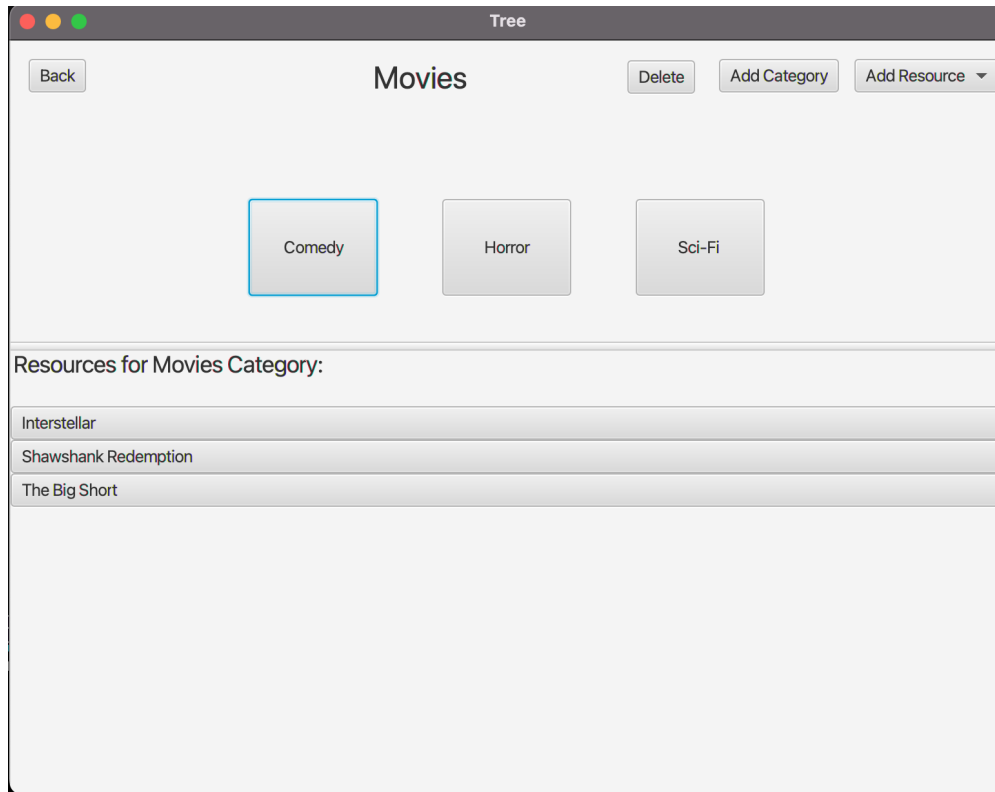 Tree
Back Movies Delete Add Category Add Resource
Comedy Horror Sci-Fi
Resources for Movies Category:
Interstellar
Shawshank Redemption
The Big Short